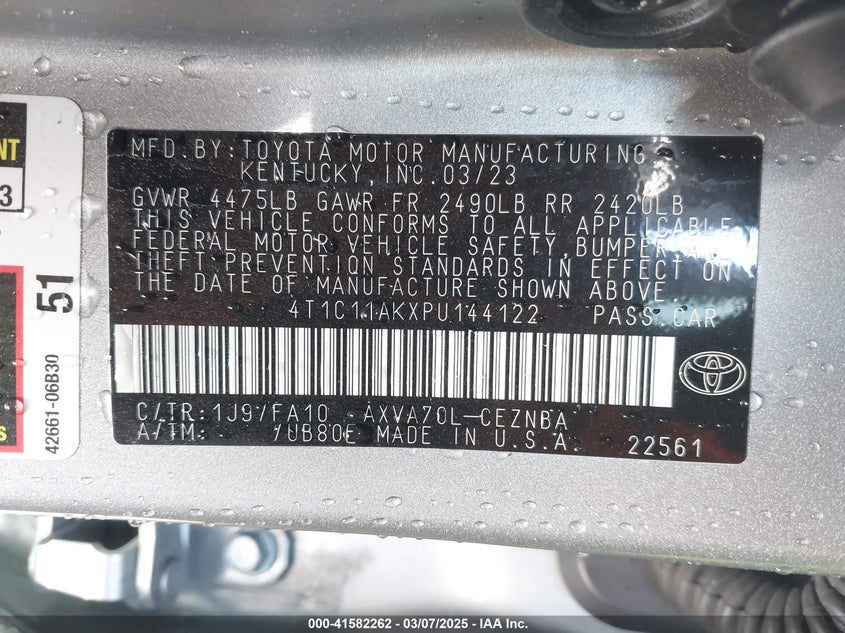 NT
3
51
42661-06B30
s
MFD.BY:TOYOTA MOTOR MANUFACTURING
KENTUCKY,INC.03/23
GVWR 4475LB GAWR FR 2490LB RR 2420LB
THIS VEHICLE CONFORMS TO ALL APPLICABLE
FEDERAL MOTOR VEHICLE SAFETY,BUMPER,
THEFT PREVENTION STANDARDS IN EFFECT ON
THE DATE OF MANUFACTURE SHOWN ABOVE.
4T1C11AKXPU144122 PASS.CAR
C/TR:1J9/FA10 AXVA70L-CEZNBA
A/TM: /UB80E MADE IN U.S.A. 22561
000-41582262 - 03/07/2025 - IAA Inc.